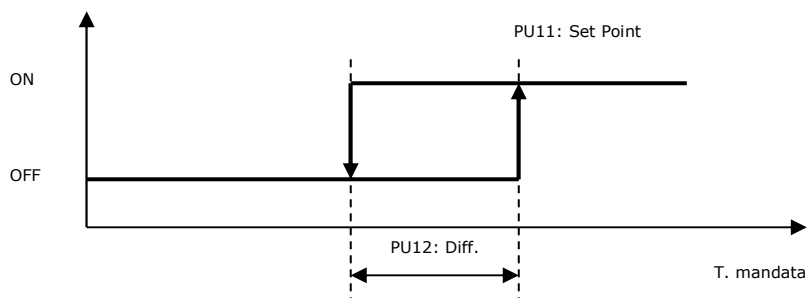 PU11: Set Point
ON
OFF
PU12: Diff.
T. mandata